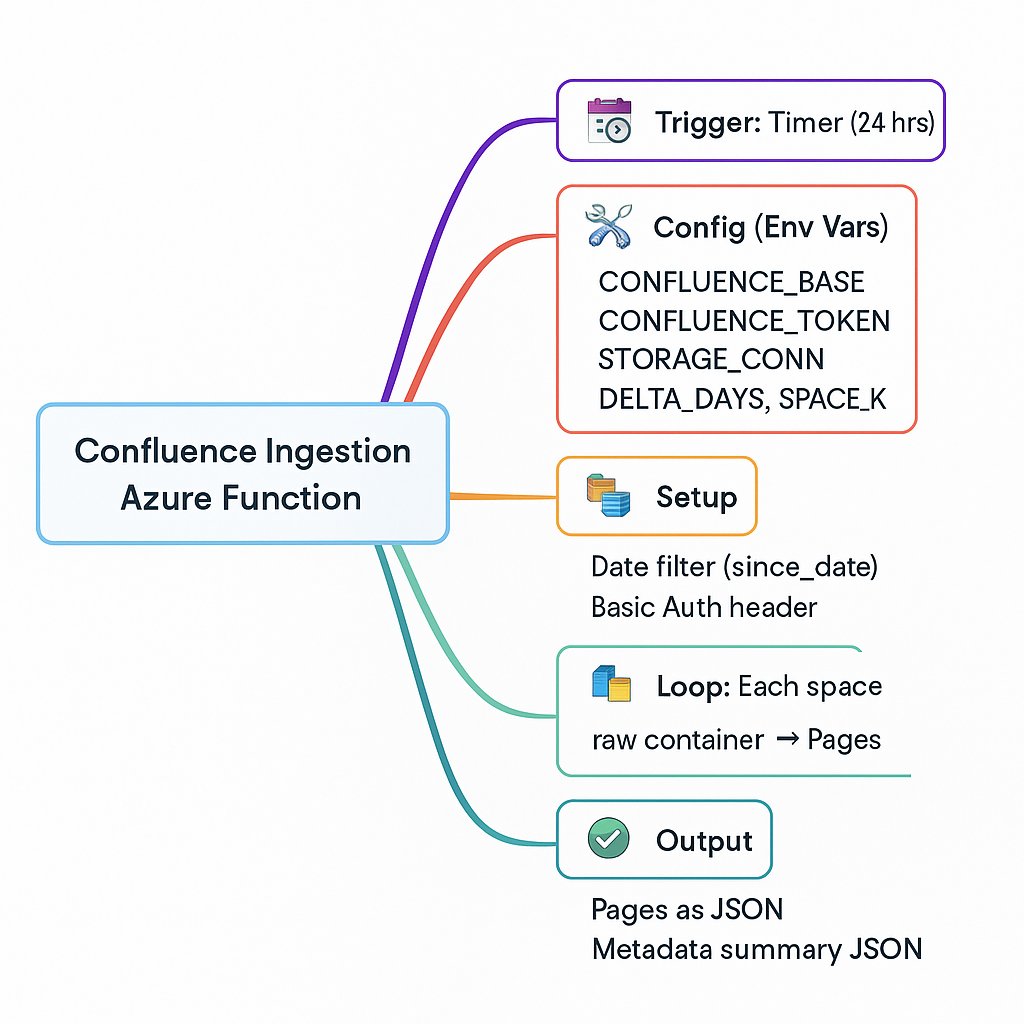 Trigger: Timer (24 hrs)
Config (Env Vars)
CONFLUENCE_BASE
CONFLUENCE_TOKEN
STORAGE_CONN
DELTA_DAYS, SPACE_K
Confluence Ingestion
Azure Function
Setup
Date filter (since_date)
Basic Auth header
Loop: Each space
raw container → Pages
Output
Pages as JSON
Metadata summary JSON